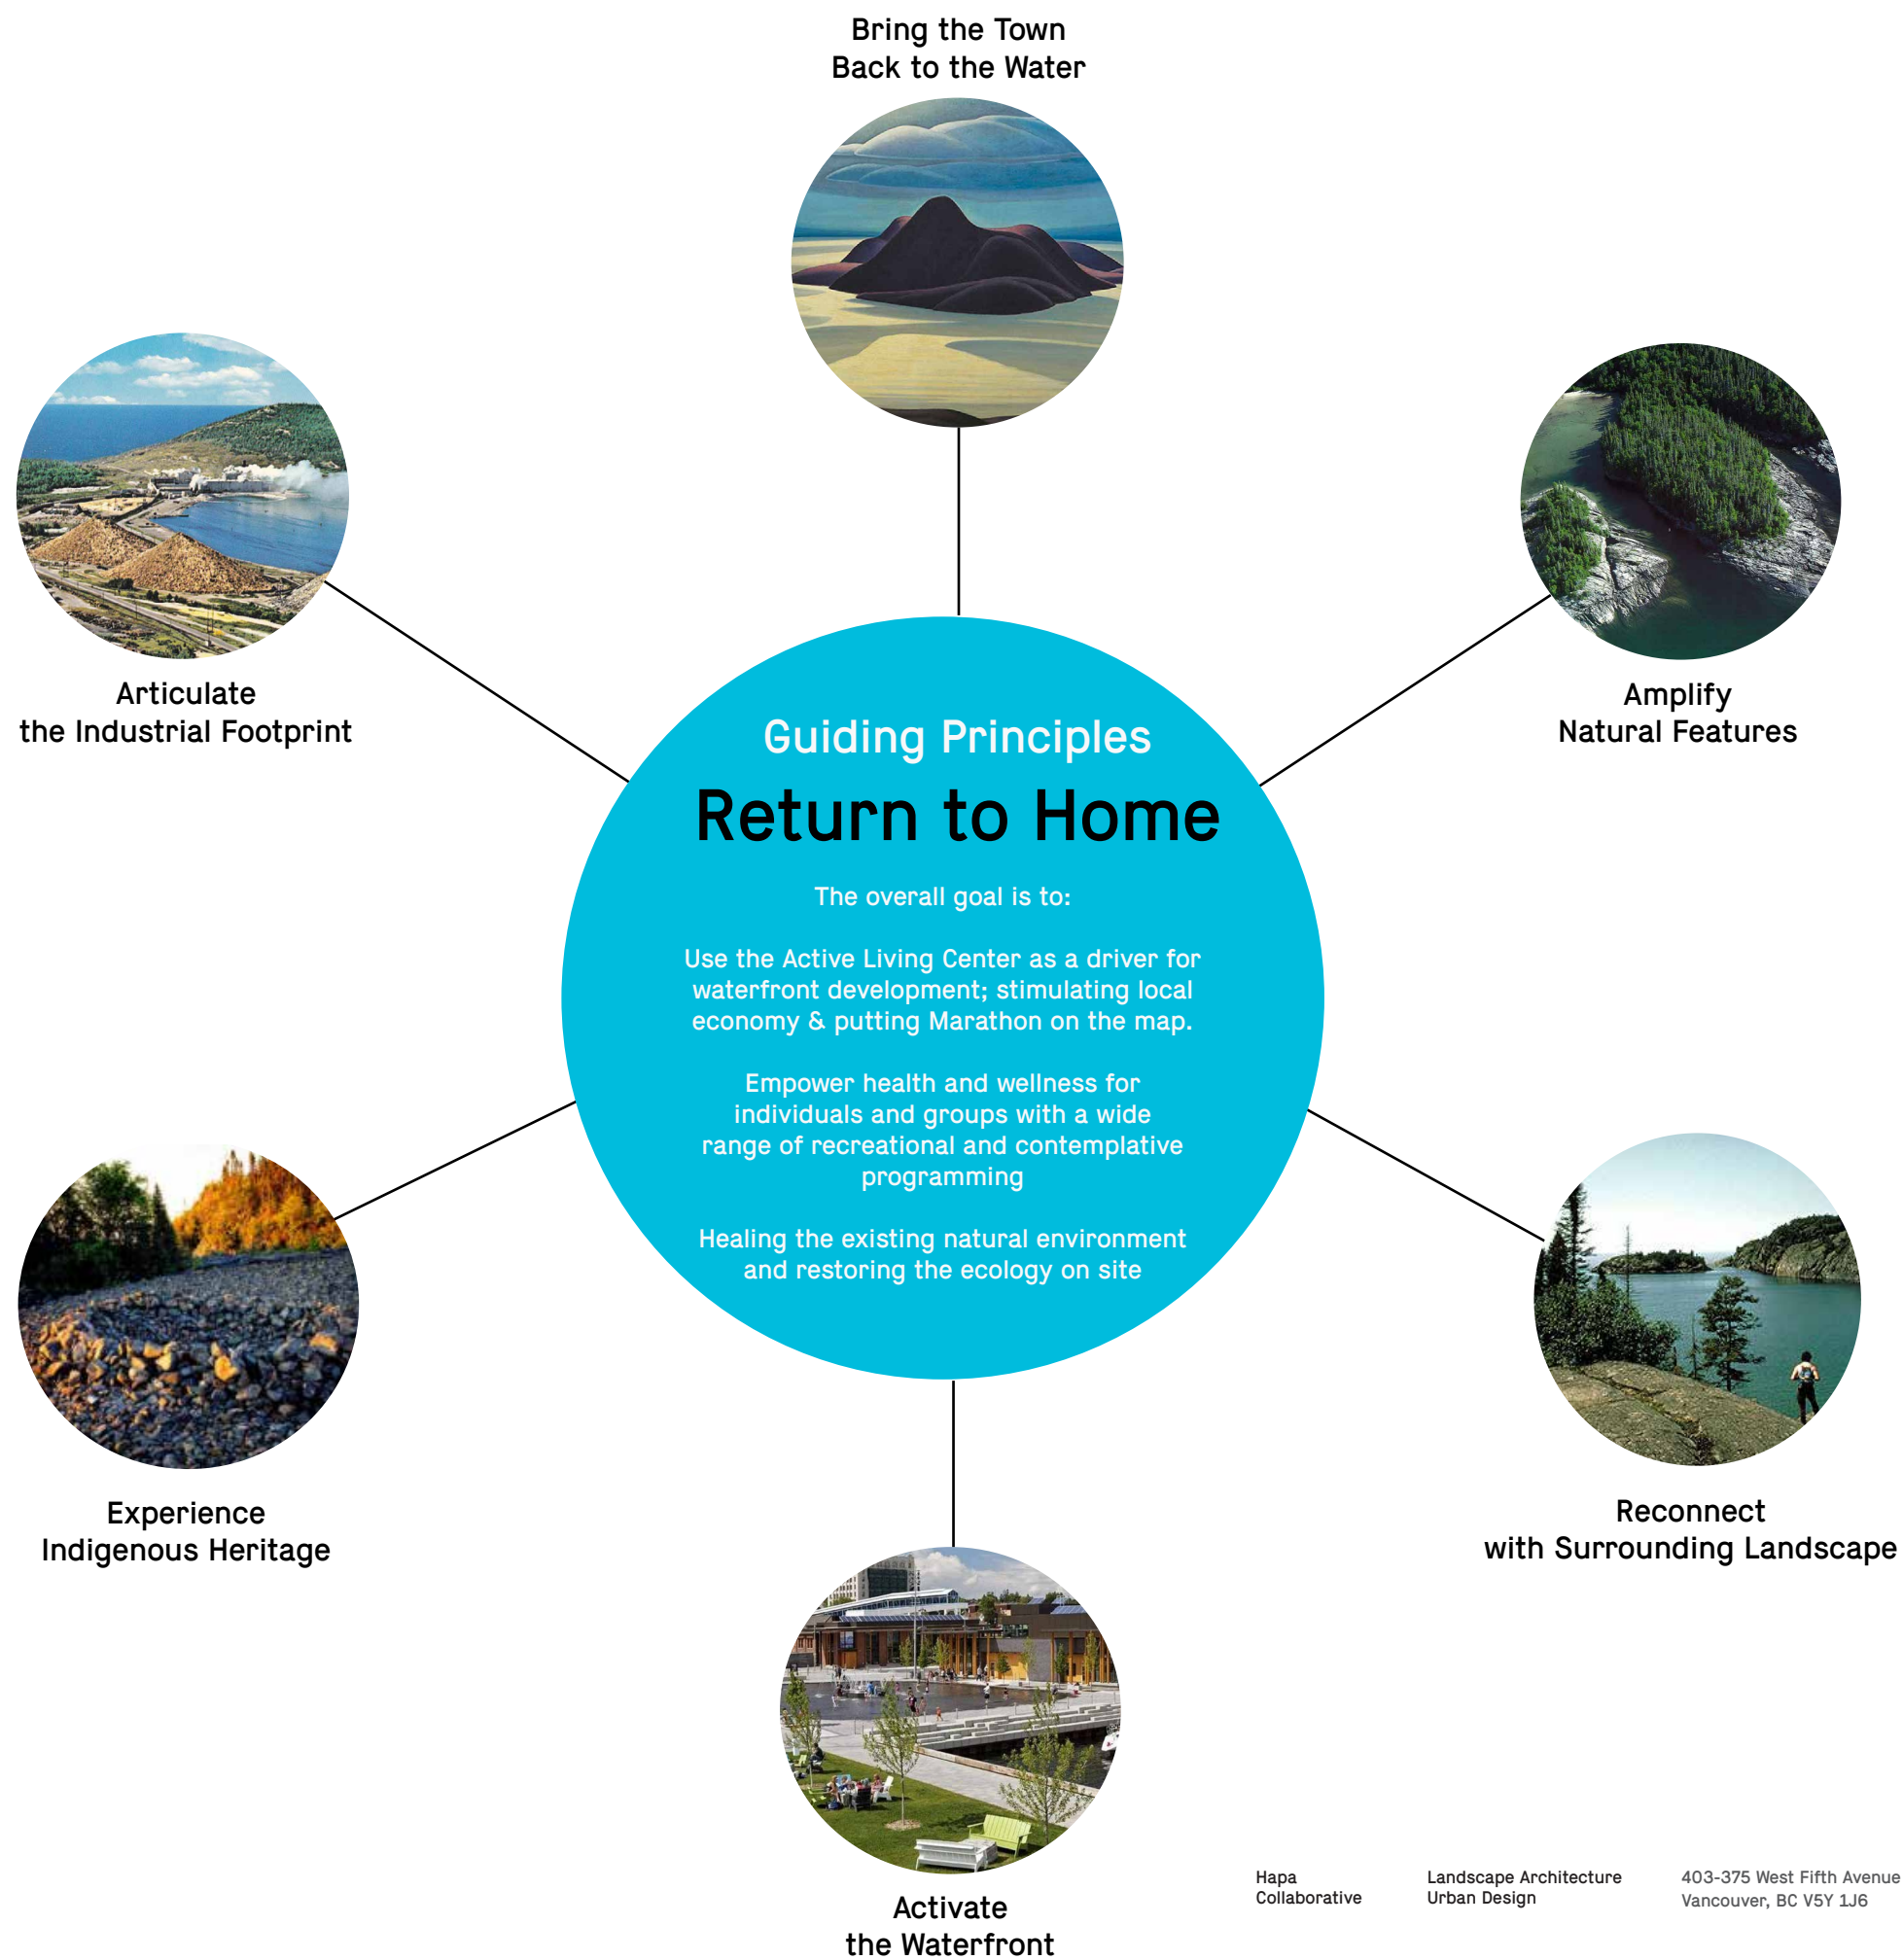 Bring the Town
Back to the Water
Articulate
the Industrial Footprint
Amplify
Natural Features
Guiding Principles
Return to Home
The overall goal is to:
Use the Active Living Center as a driver for
waterfront development; stimulating local
economy & putting Marathon on the map.
Empower health and wellness for
individuals and groups with a wide
range of recreational and contemplative
programming
Healing the existing natural environment
and restoring the ecology on site
Experience
Indigenous Heritage
Reconnect
with Surrounding Landscape
Activate
the Waterfront
Hapa
Collaborative
Landscape Architecture
Urban Design
403-375 West Fifth Avenue
Vancouver, BC V5Y 1J6